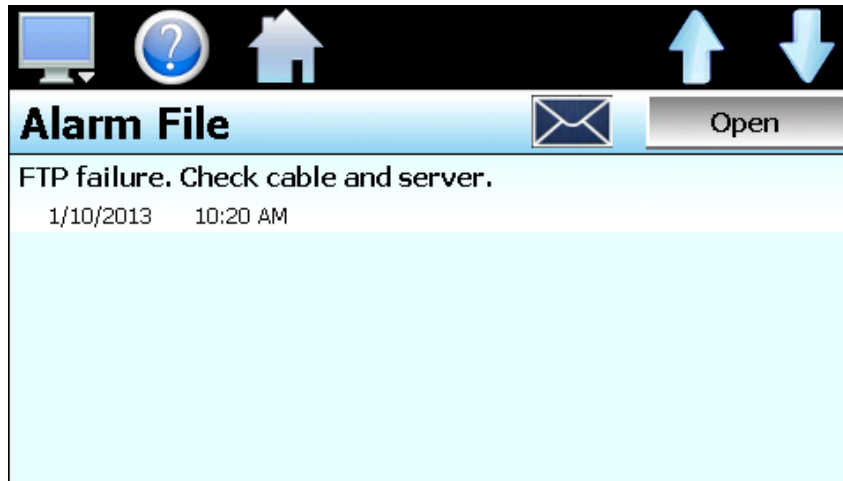 ?
Alarm File
Open
FTP failure. Check cable and server.
1/10/2013 10:20 AM